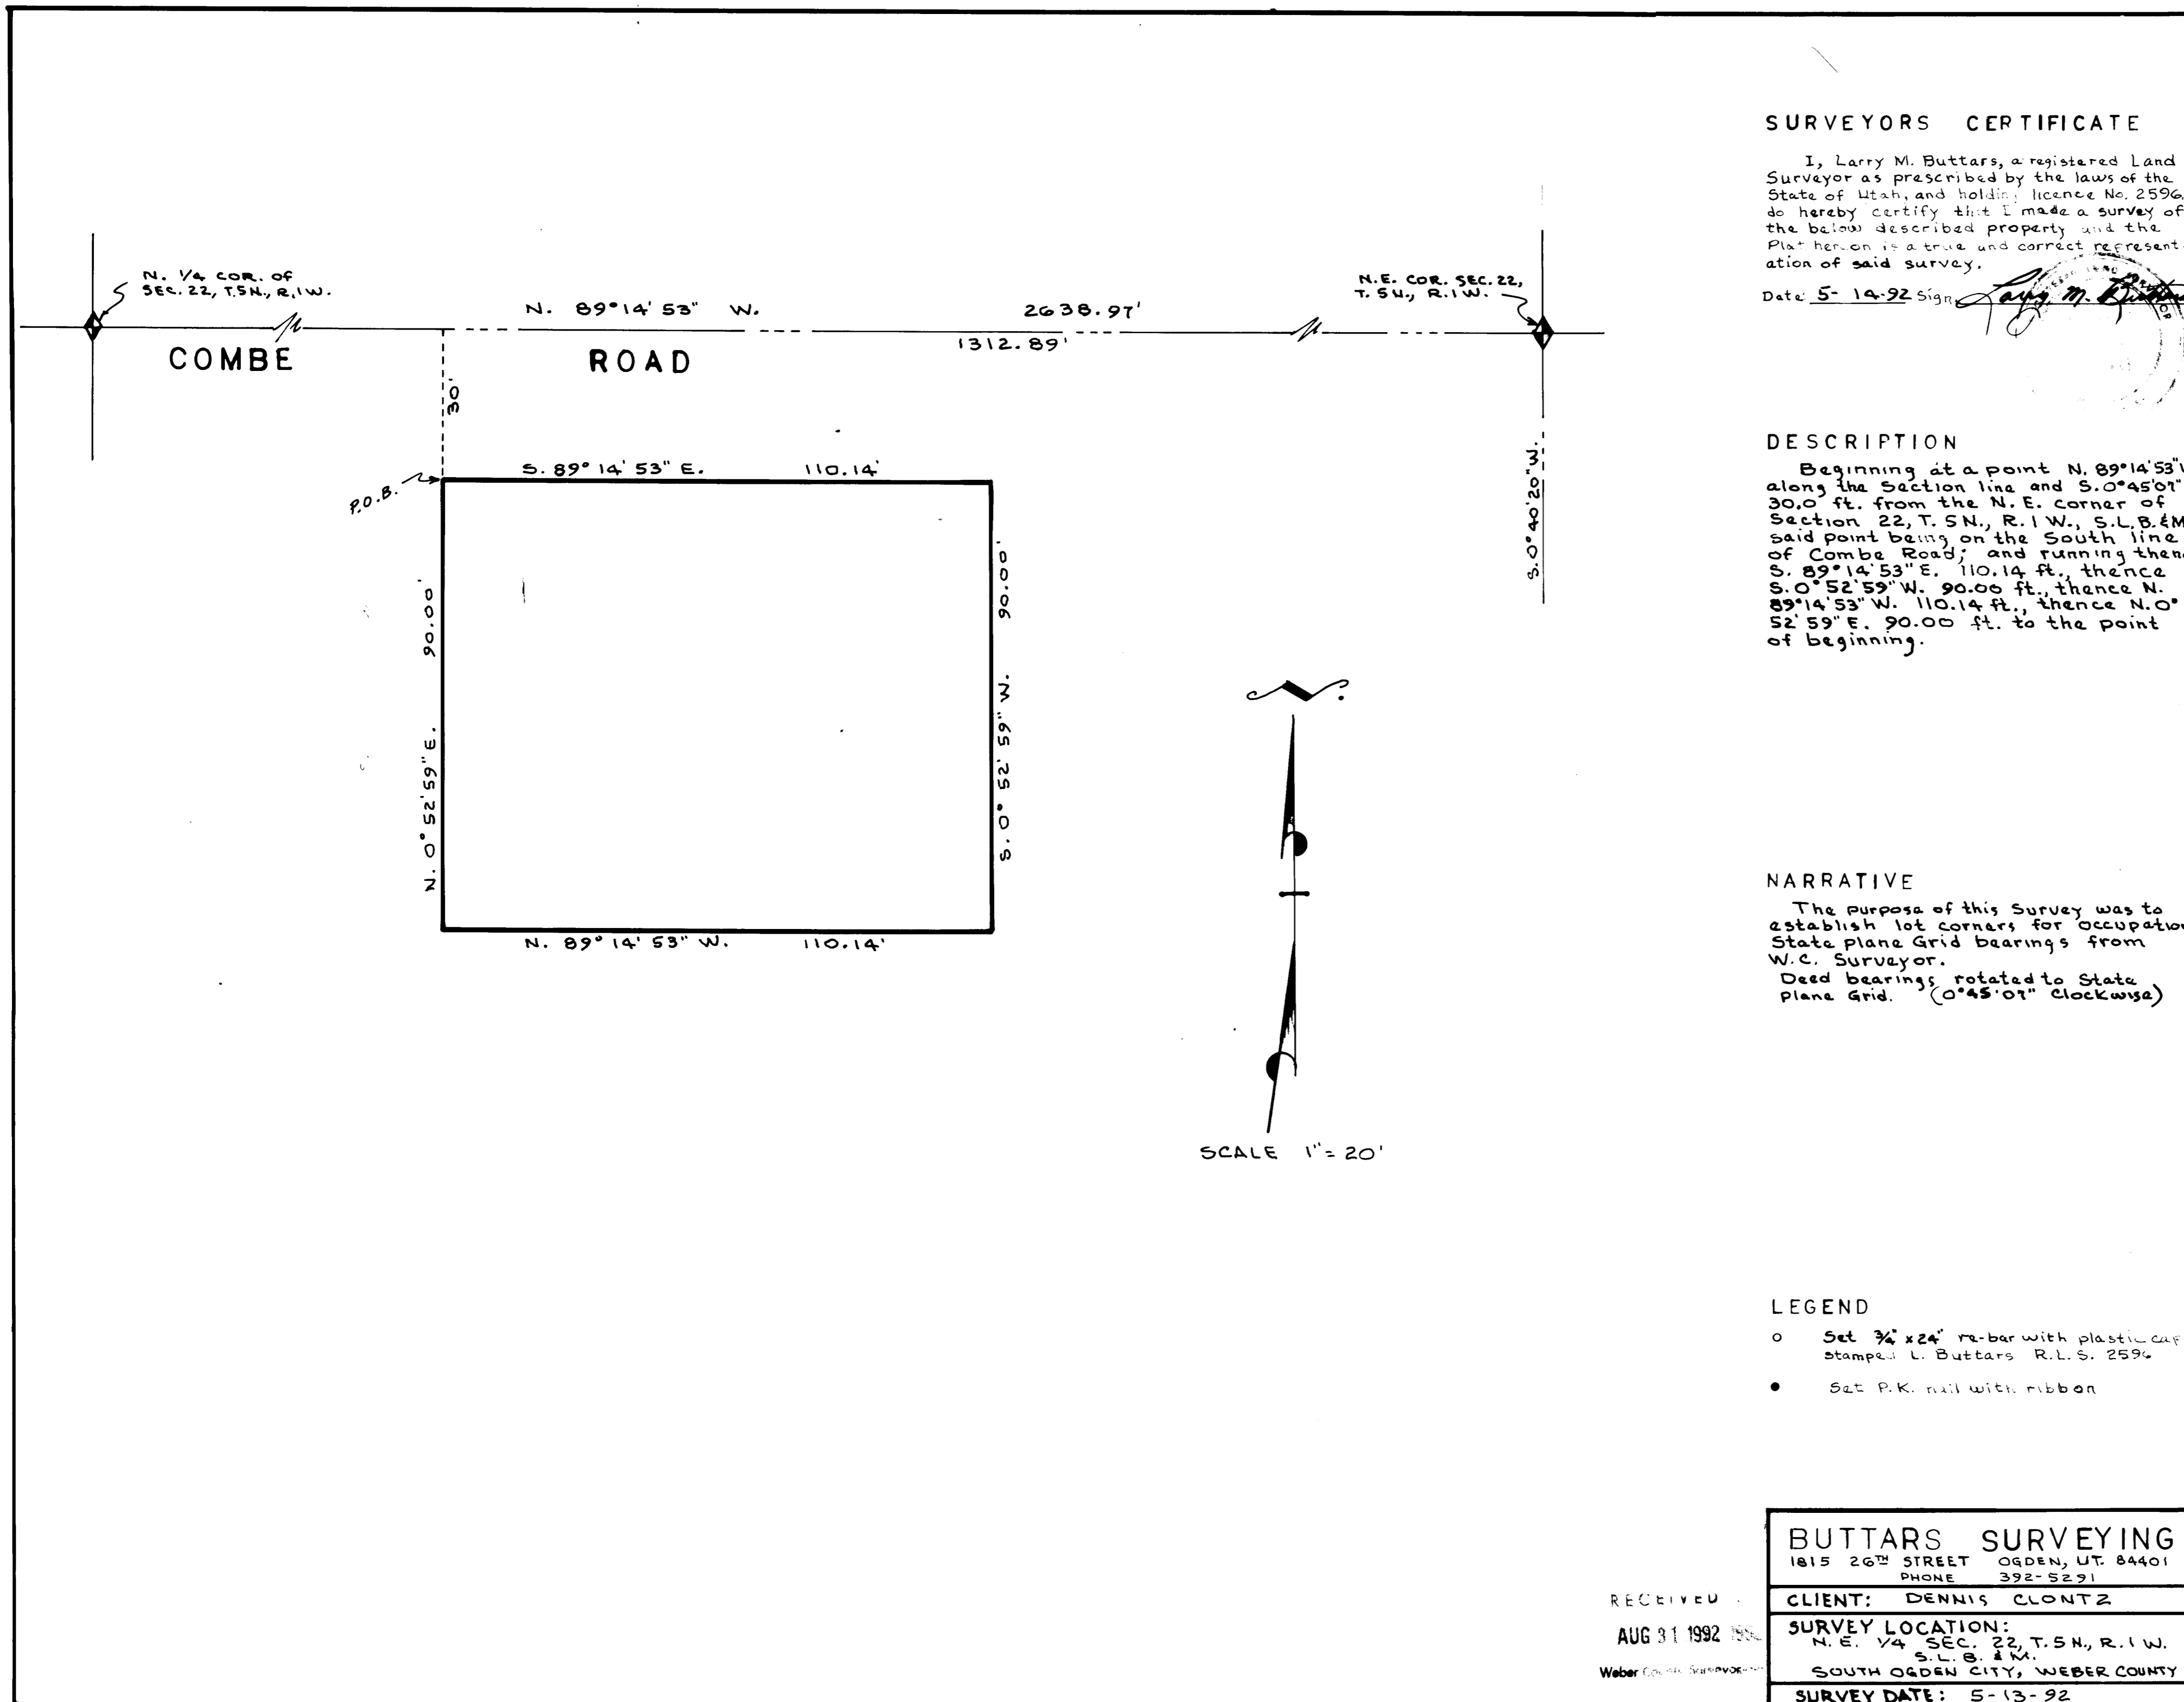 SURVEYORS CERTIFICATE
I, Larry M. Buttars, a registered Land
Surveyor as prescribed by the laws of the
State of Utah, and holding licence No. 2596,
do hereby certify that I made a survey of
the below described property and the
Plat hereon is a true and correct represent-
ation of said survey.
Date 5-14-92 Sign Larry M. Buttars
N. 1/4 COR. OF
SEC. 22, T.5N., R.1W.
N. 89°14'53" W. 2638.97'
1312.89'
N.E. COR. SEC. 22,
T. 5N., R.1W.
COMBE ROAD
30'
S. 0°40'20" W.
P.O.B.
S. 89°14'53" E. 110.14'
N. 0°52'59" E. 90.00'
S. 0°52'59" W. 90.00'
N. 89°14'53" W. 110.14'
N.
SCALE 1"=20'
DESCRIPTION
Beginning at a point N. 89°14'53"
along the Section line and S.0°45'07"
30.0 ft. from the N.E. corner of
Section 22, T.5N., R.1W., S.L.B.&M
said point being on the South line
of Combe Road; and running
S. 89°14'53" E. 110.14 ft., thence
S.0°52'59" W. 90.00 ft., thence N.
89°14'53" W. 110.14 ft., thence N.0°
52'59" E. 90.00 ft. to the point
of beginning.
NARRATIVE
The purpose of this Survey was to
establish lot corners for occupation
State plane Grid bearings from
W.C. Surveyor.
Deed bearings rotated to State
plane Grid. (0°45'07" Clockwise)
LEGEND
Set 3/4" x 24" re-bar with plastic cap
stamped L. Buttars R.L.S. 2596
Set P.K. nail with ribbon
RECEIVED
AUG 31 1992
Weber County Surveyor
BUTTARS SURVEYING
1815 26TH STREET OGDEN, UT. 84401
PHONE 392-5291
CLIENT: DENNIS CLONTZ
SURVEY LOCATION:
N.E. 1/4 SEC. 22, T.5N., R.1W.
S.L.B.&M.
SOUTH OGDEN CITY, WEBER COUNTY
SURVEY DATE: 5-13-92